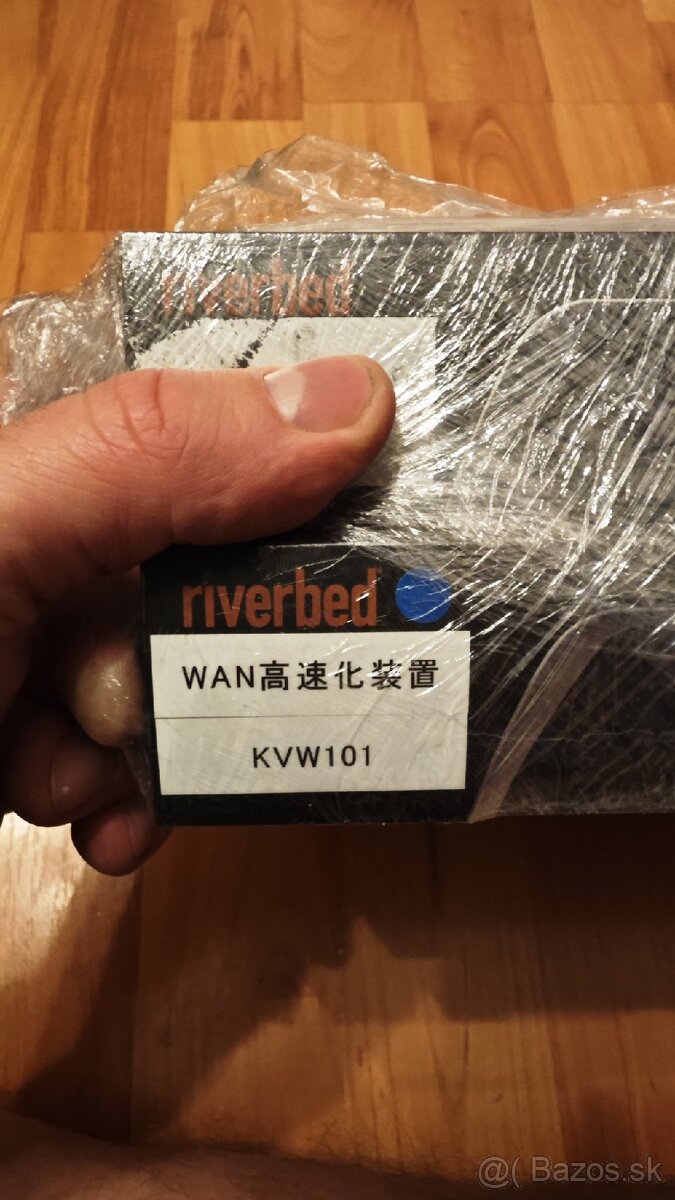 riverbed
riverbed
WAN高速化装置
KVW101
@( Bazos.sk